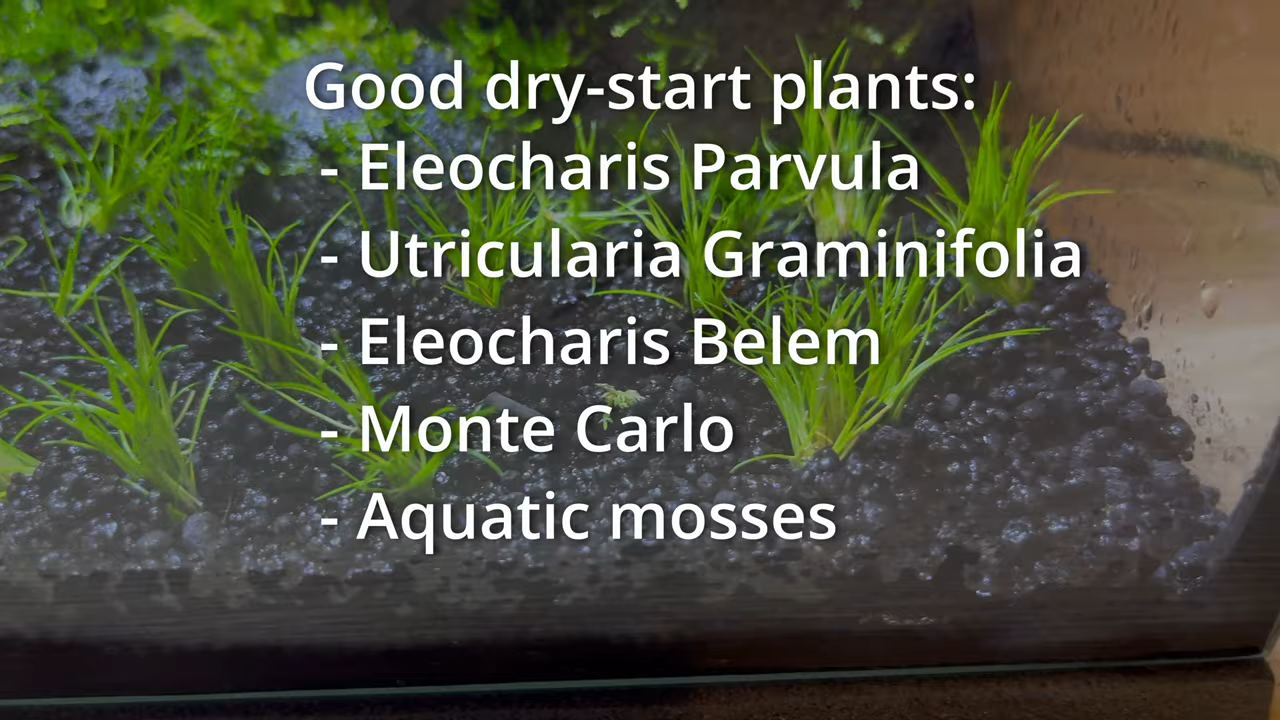 Good dry-start plants:
- Eleocharis Parvula
- Utricularia Graminifolia
- Eleocharis Belem
- Monte Carlo
- Aquatic mosses